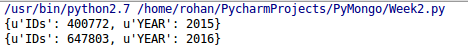 /usr/bin/python2.7 /home/rohan/PycharmProjects/PyMongo/Week2.py
{u'IDs': 400772, u'YEAR': 2015}
{u'IDs': 647803, u'YEAR': 2016}